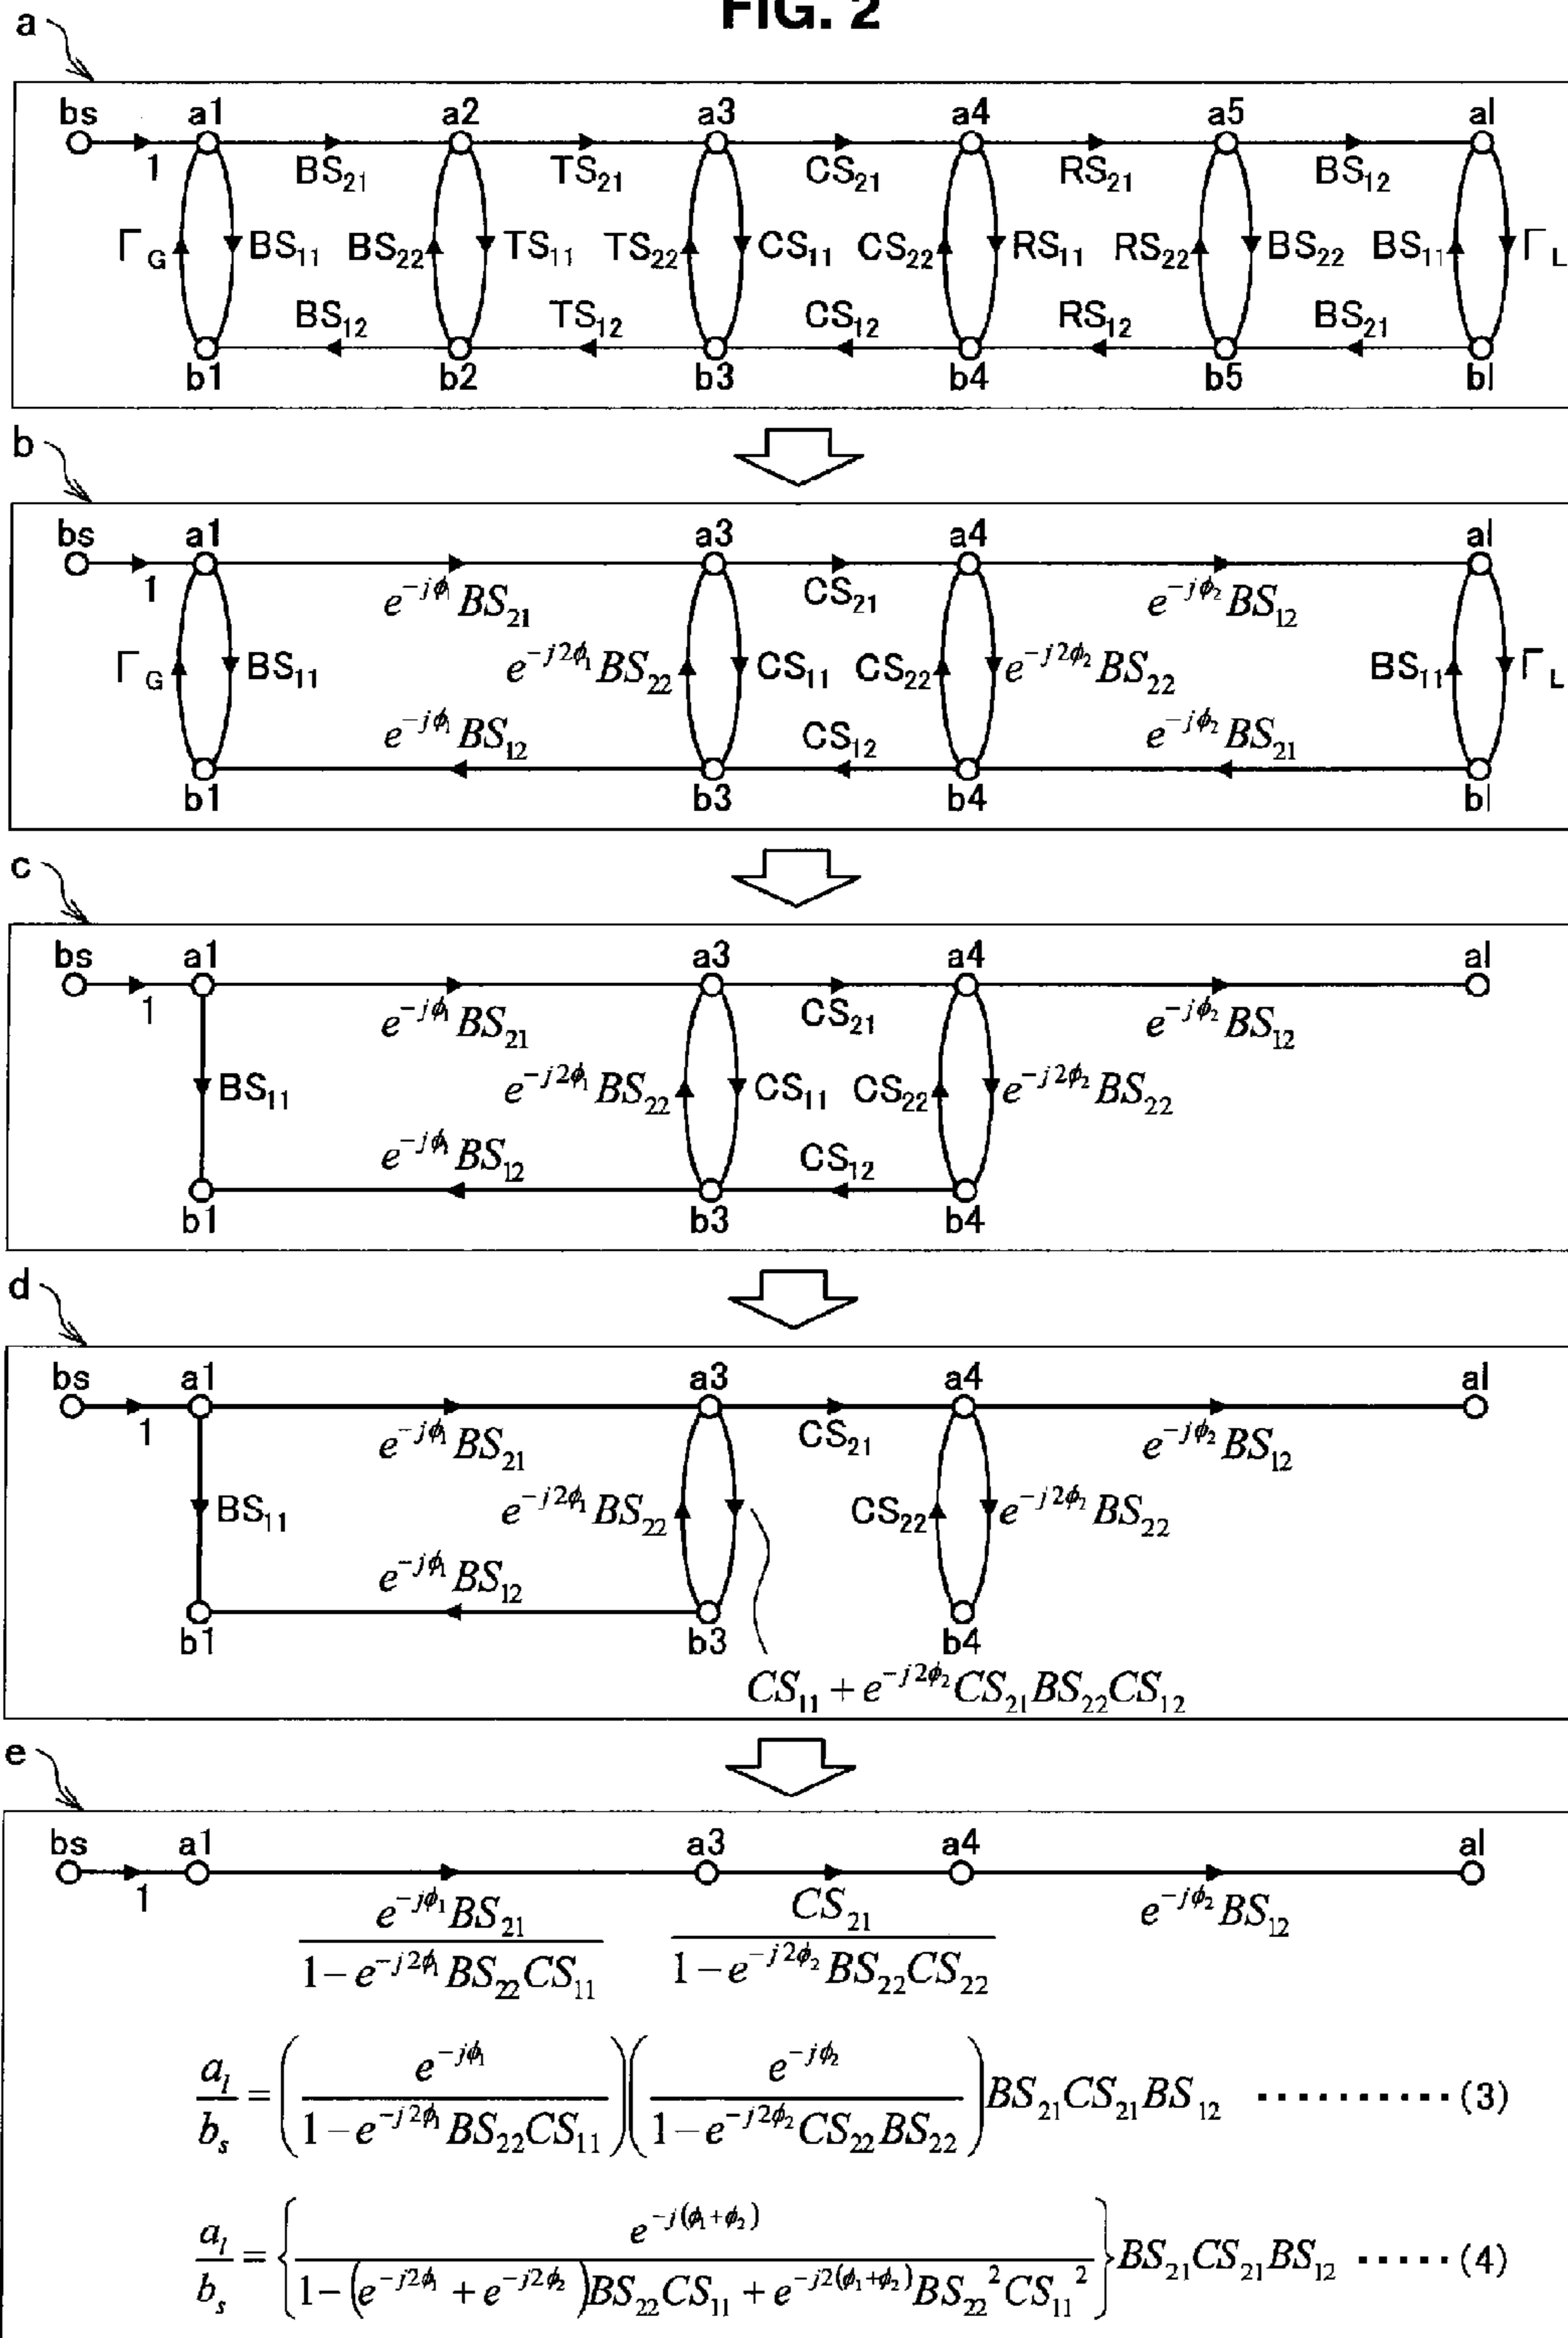 FIG. 2
a
bs a1 a2 a3 a4 a5 al
1 BS₂₁ TS₂₁ CS₂₁ RS₂₁ BS₁₂
Γ_G BS₁₁ BS₂₂ TS₁₁ TS₂₂ CS₁₁ CS₂₂ RS₁₁ RS₂₂ BS₂₂ BS₁₁ Γ_L
BS₁₂ TS₁₂ CS₁₂ RS₁₂ BS₂₁
b1 b2 b3 b4 b5 bl
b
bs a1 a3 a4 al
1 e^{-jϕ₁}BS₂₁ CS₂₁ e^{-jϕ₂}BS₁₂
Γ_G BS₁₁ e^{-j2ϕ₁}BS₂₂ CS₁₁ CS₂₂ e^{-j2ϕ₂}BS₂₂ BS₁₁ Γ_L
e^{-jϕ₁}BS₁₂ CS₁₂ e^{-jϕ₂}BS₂₁
b1 b3 b4 bl
c
bs a1 a3 a4 al
1 e^{-jϕ₁}BS₂₁ CS₂₁ e^{-jϕ₂}BS₁₂
BS₁₁ e^{-j2ϕ₁}BS₂₂ CS₁₁ CS₂₂ e^{-j2ϕ₂}BS₂₂
e^{-jϕ₁}BS₁₂ CS₁₂
b1 b3 b4
d
bs a1 a3 a4 al
1 e^{-jϕ₁}BS₂₁ CS₂₁ e^{-jϕ₂}BS₁₂
BS₁₁ e^{-j2ϕ₁}BS₂₂ CS₂₂ e^{-j2ϕ₂}BS₂₂
e^{-jϕ₁}BS₁₂
b1 b3 b4
CS₁₁ + e^{-j2ϕ₂}CS₂₁BS₂₂CS₁₂
e
bs a1 a3 a4 al
1 e^{-jϕ₁}BS₂₁ / (1 − e^{-j2ϕ₁}BS₂₂CS₁₁) CS₂₁ / (1 − e^{-j2ϕ₂}BS₂₂CS₂₂) e^{-jϕ₂}BS₁₂
a_l/b_s = (e^{-jϕ₁} / (1 − e^{-j2ϕ₁}BS₂₂CS₁₁))(e^{-jϕ₂} / (1 − e^{-j2ϕ₂}CS₂₂BS₂₂))BS₂₁CS₂₁BS₁₂ ··········(3)
a_l/b_s = {e^{-j(ϕ₁+ϕ₂)} / (1 − (e^{-j2ϕ₁} + e^{-j2ϕ₂})BS₂₂CS₁₁ + e^{-j2(ϕ₁+ϕ₂)}BS₂₂²CS₁₁²)}BS₂₁CS₂₁BS₁₂ ·····(4)